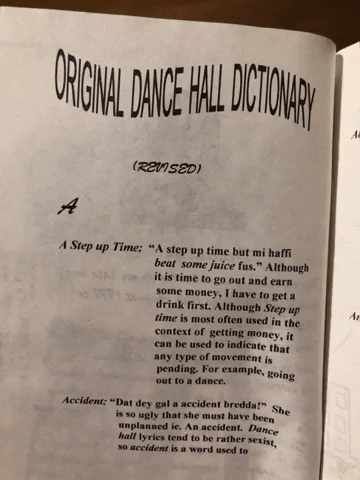 ORIGINAL DANCE HALL DICTIONARY
(REVISED)
A
A Step up Time; "A step up time but mi haffi
beat some juice fus." Although
it is time to go out and earn
some money, I have to get a
drink first. Although Step up
time is most often used in the
context of getting money, it
can be used to indicate that
any type of movement is
pending. For example, going
out to a dance.
Accident; "Dat dey gal a accident bredda!" She
is so ugly that she must have been
unplanned ie. An accident. Dance
hall lyrics tend to be rather sexist,
so accident is a word used to